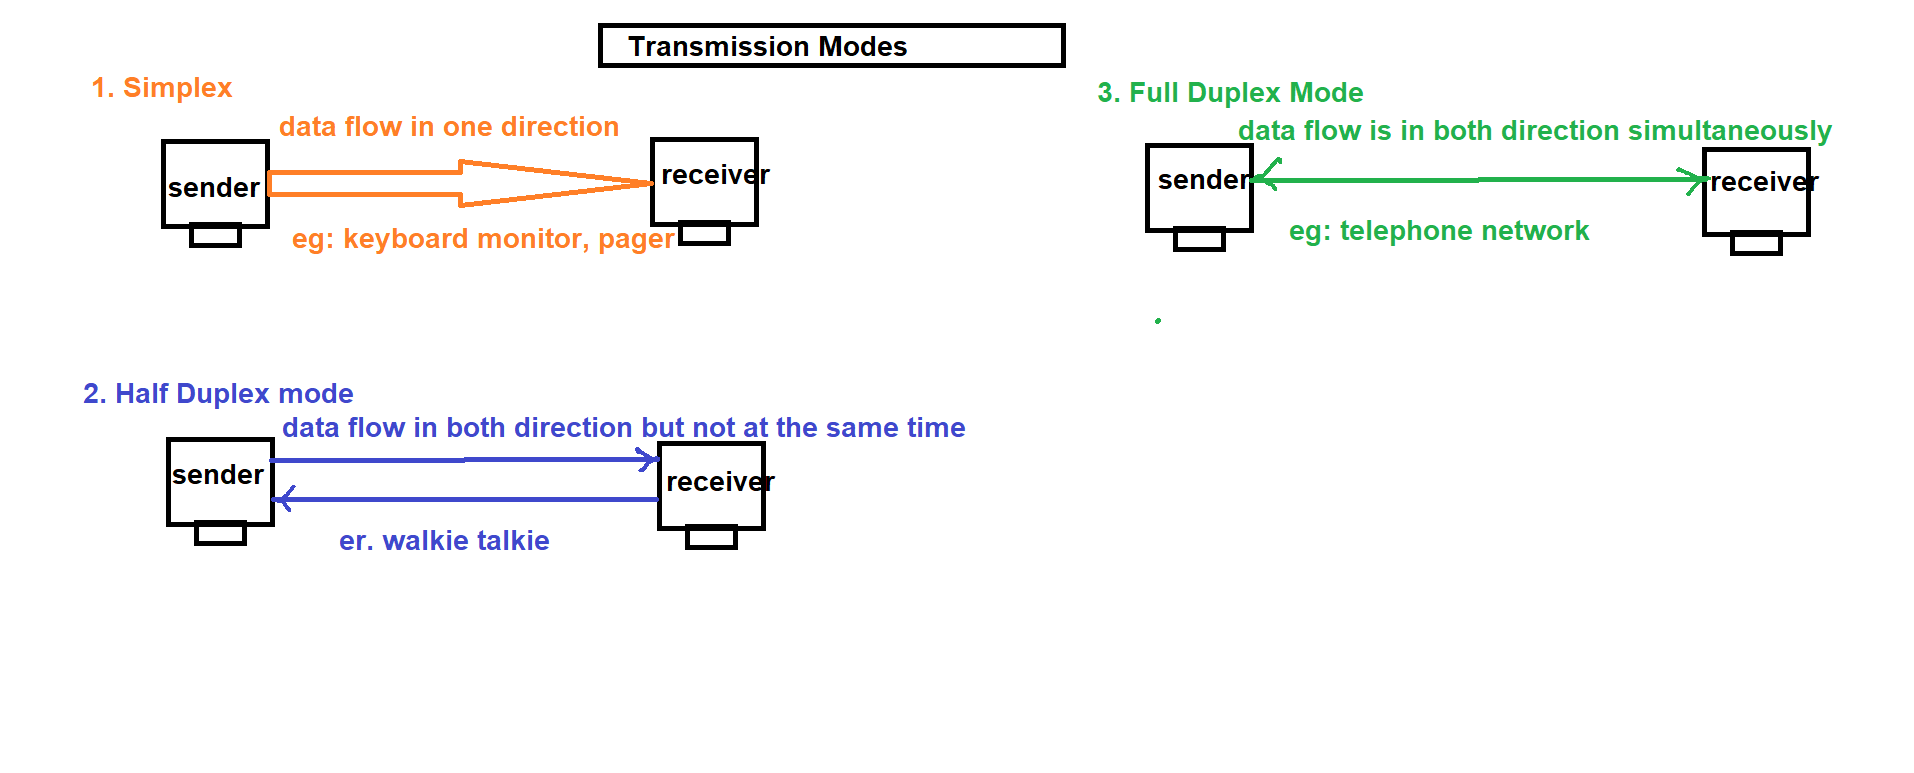 Transmission Modes
1. Simplex
data flow in one direction
sender
receiver
eg: keyboard monitor, pager
2. Half Duplex mode
data flow in both direction but not at the same time
sender
receiver
er. walkie talkie
3. Full Duplex Mode
data flow is in both direction simultaneously
sender
receiver
eg: telephone network